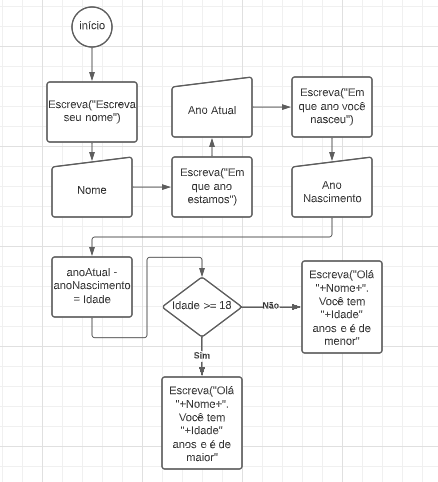 início
Escreva("Escreva
seu nome")
Nome
Escreva("Em
que ano
estamos")
Ano Atual
Escreva("Em
que ano você
nasceu")
Ano
Nascimento
anoAtual -
anoNascimento
= Idade
Idade >= 18
Não
Escreva("Olá
"+Nome+".
Você tem
"+Idade"
anos e é de
menor"
Sim
Escreva("Olá
"+Nome+".
Você tem
"+Idade"
anos e é de
maior"